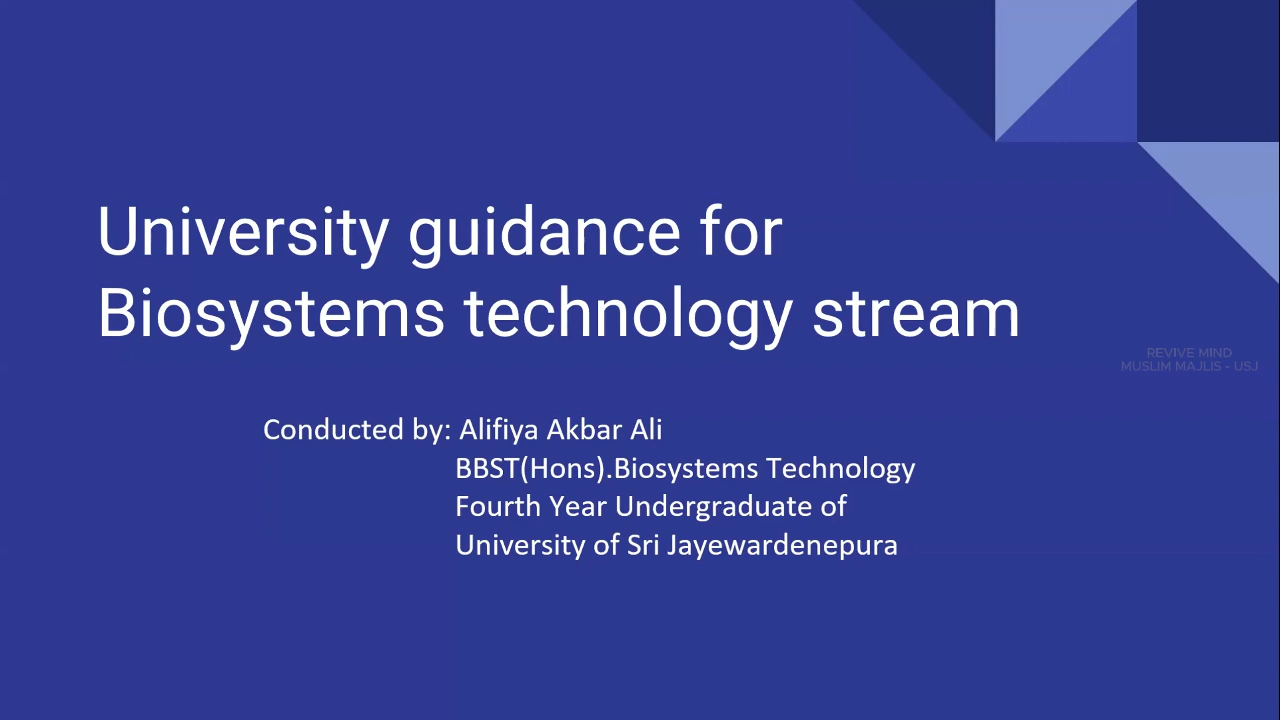 University guidance for
Biosystems technology stream
REVIVE MIND
MUSLIM MAJLIS - USJ
Conducted by: Alifiya Akbar Ali
BBST(Hons).Biosystems Technology
Fourth Year Undergraduate of
University of Sri Jayewardenepura